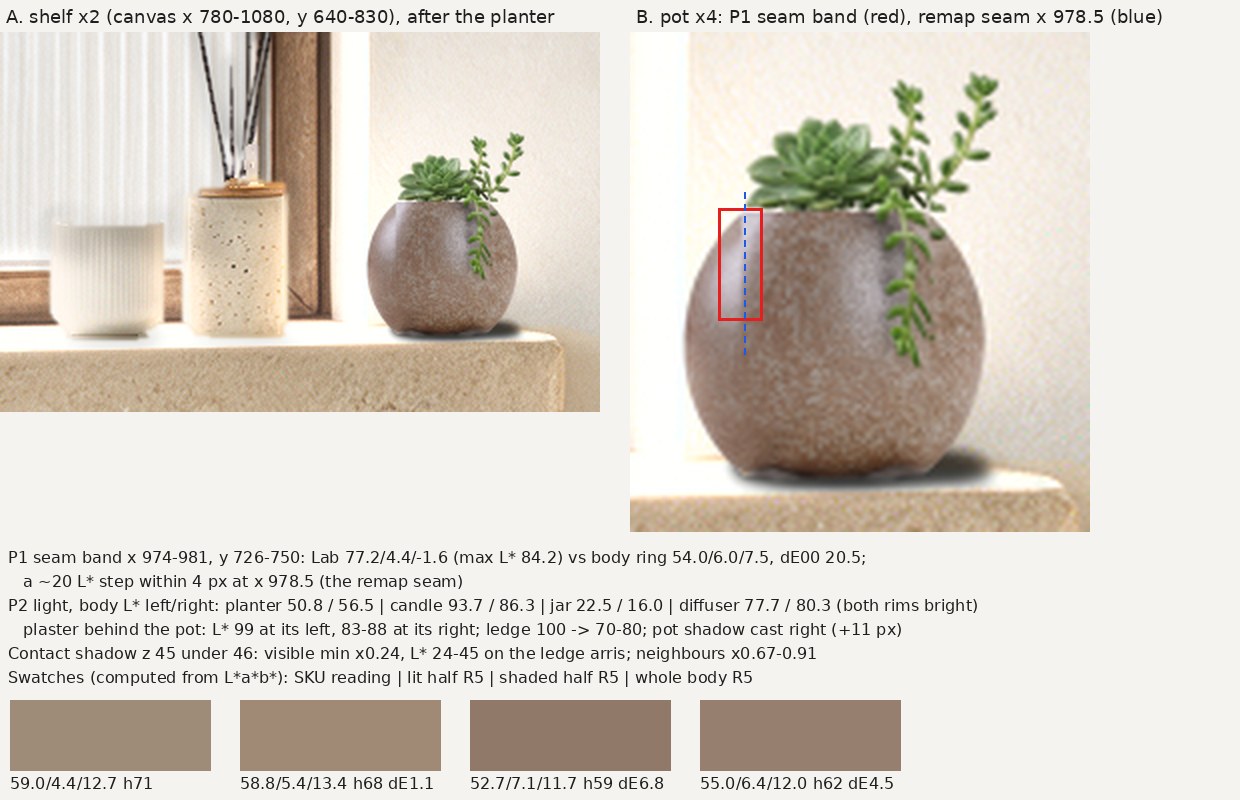 A. shelf x2 (canvas x 780-1080, y 640-830), after the planter
B. pot x4: P1 seam band (red), remap seam x 978.5 (blue)
P1 seam band x 974-981, y 726-750: Lab 77.2/4.4/-1.6 (max L* 84.2) vs body ring 54.0/6.0/7.5, dE00 20.5;
a ~20 L* step within 4 px at x 978.5 (the remap seam)
P2 light, body L* left/right: planter 50.8 / 56.5 | candle 93.7 / 86.3 | jar 22.5 / 16.0 | diffuser 77.7 / 80.3 (both rims bright)
plaster behind the pot: L* 99 at its left, 83-88 at its right; ledge 100 -> 70-80; pot shadow cast right (+11 px)
Contact shadow z 45 under 46: visible min x0.24, L* 24-45 on the ledge arris; neighbours x0.67-0.91
Swatches (computed from L*a*b*): SKU reading | lit half R5 | shaded half R5 | whole body R5
59.0/4.4/12.7 h71
58.8/5.4/13.4 h68 dE1.1
52.7/7.1/11.7 h59 dE6.8
55.0/6.4/12.0 h62 dE4.5